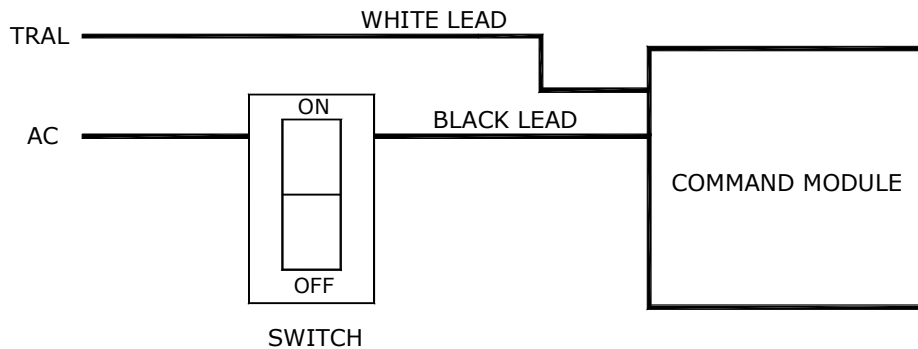 WHITE LEAD
TRAL
ON
AC
BLACK LEAD
COMMAND MODULE
OFF
SWITCH